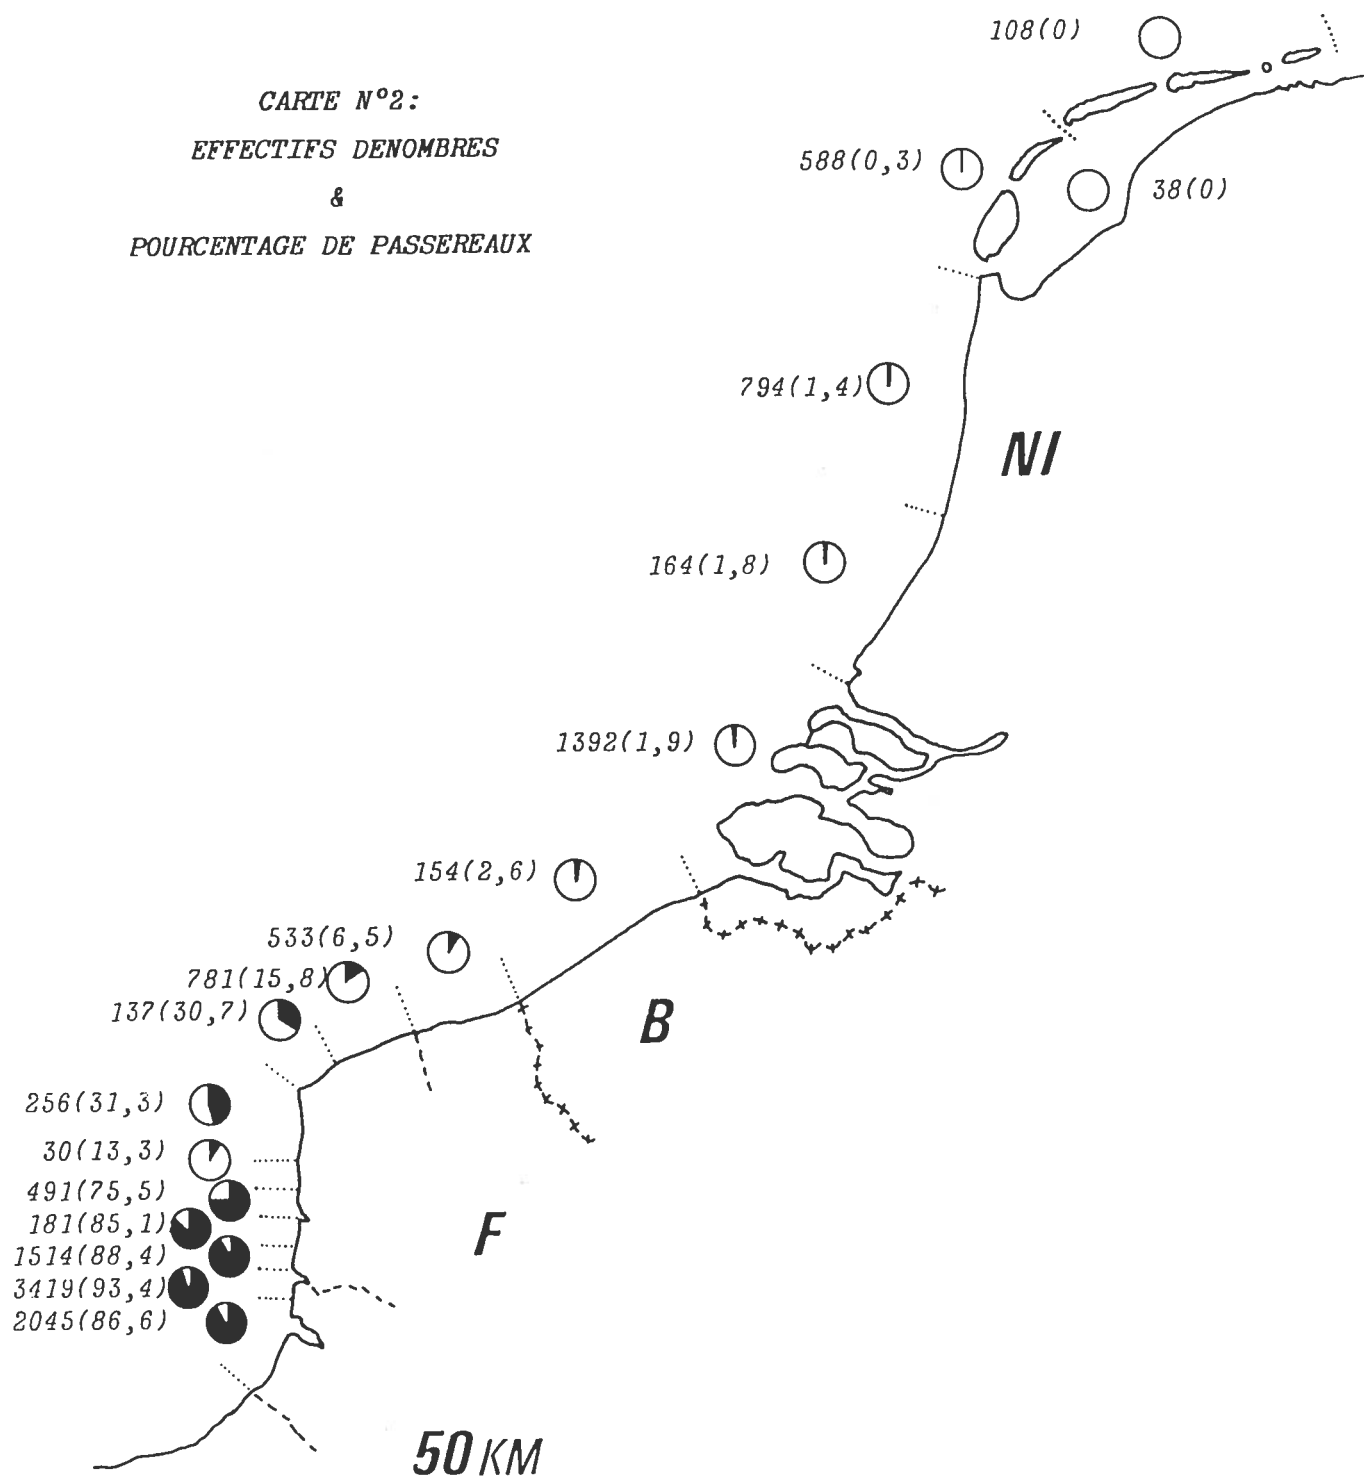 CARTE N°2:
EFFECTIFS DENOMBRES
&
POURCENTAGE DE PASSEREAUX
108(0)
588(0,3)
38(0)
794(1,4)
NI
164(1,8)
1392(1,9)
154(2,6)
533(6,5)
781(15,8)
137(30,7)
B
256(31,3)
30(13,3)
491(75,5)
181(85,1)
F
1514(88,4)
3419(93,4)
2045(86,6)
50 KM